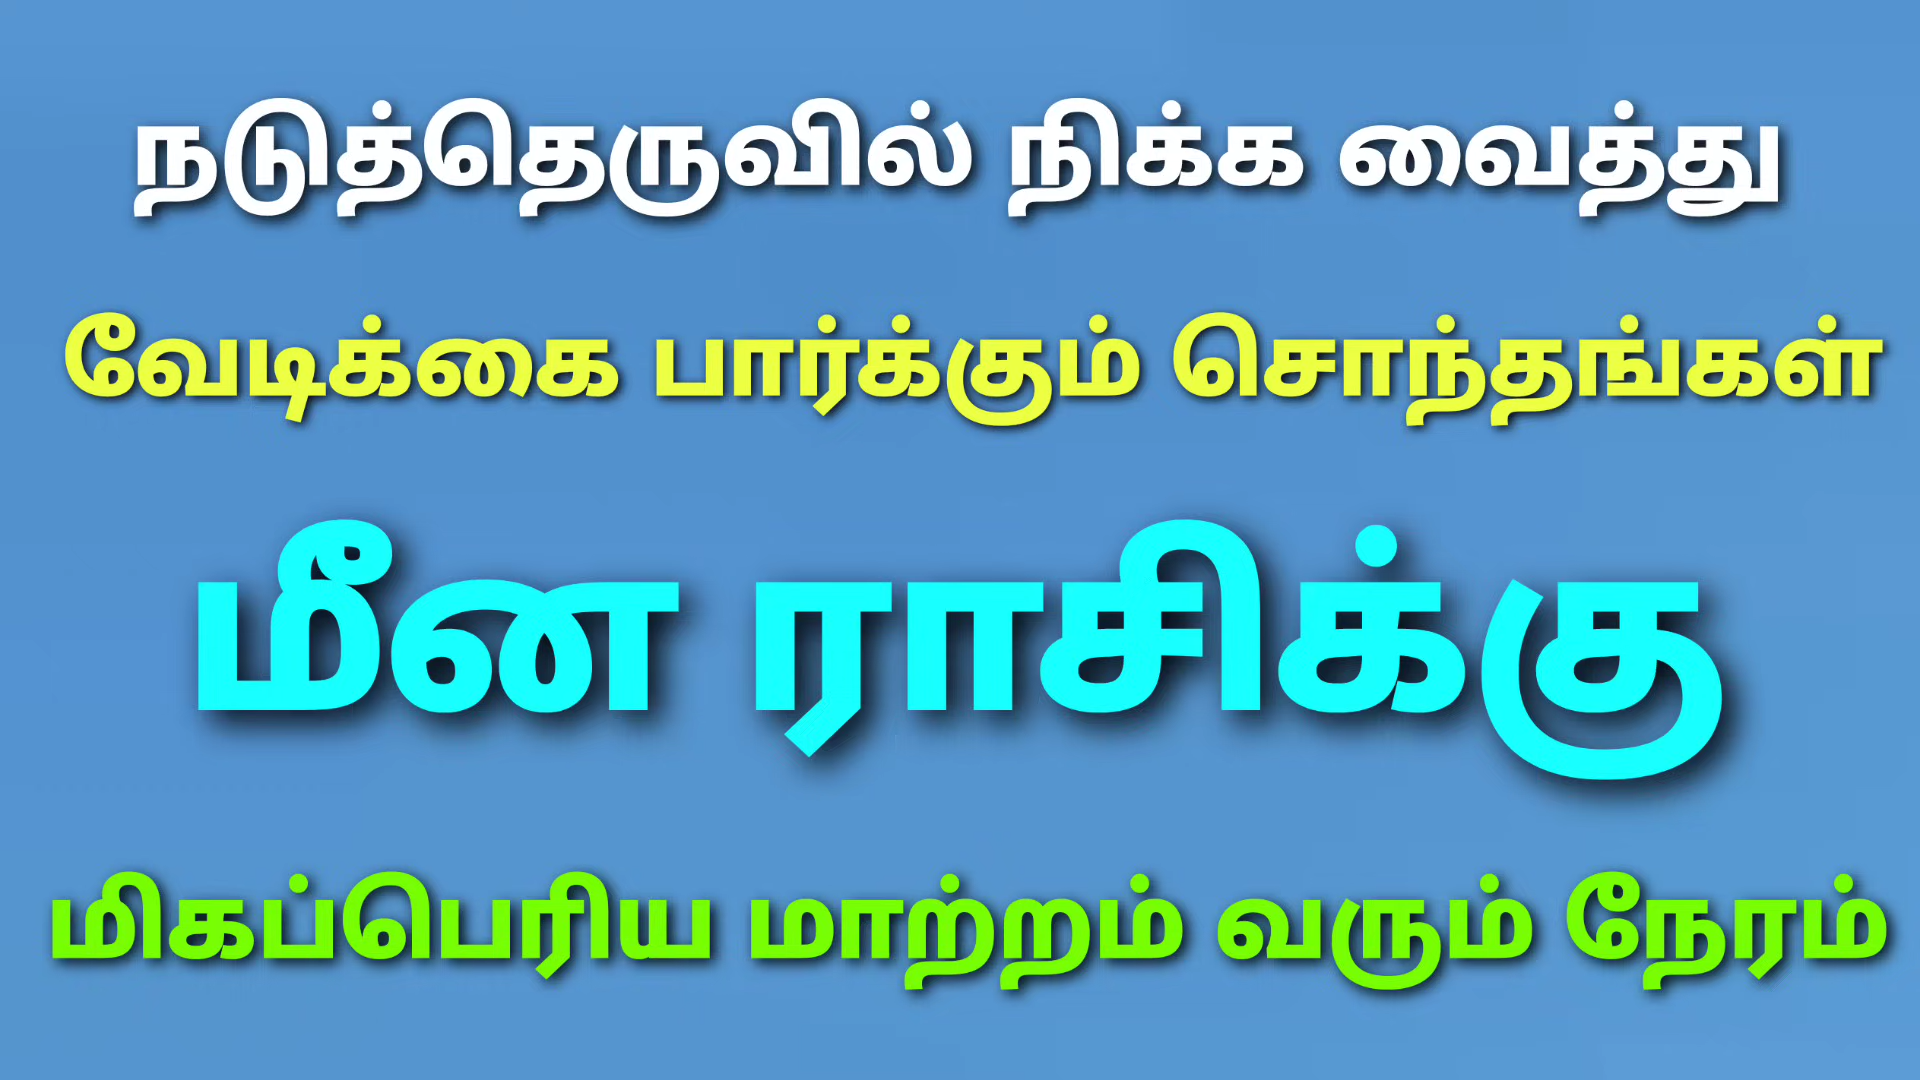 நடுத்தெருவில் நிக்க வைத்து
வேடிக்கை பார்க்கும் சொந்தங்கள்
மீன ராசிக்கு
மிகப்பெரிய மாற்றம் வரும் நேரம்